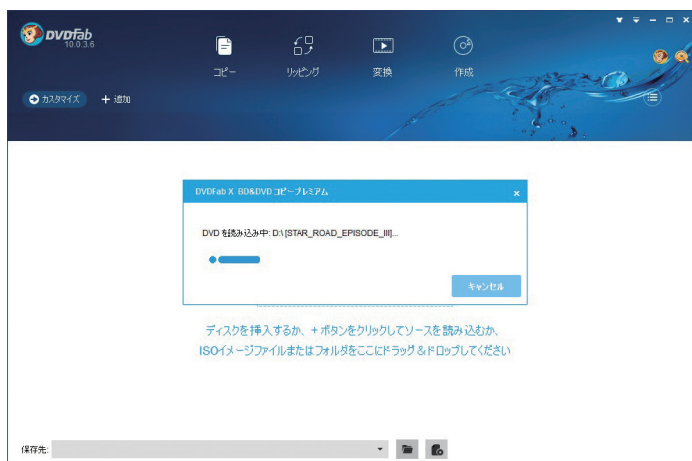 DVDFab
10.0.3.6
コピー
リッピング
変換
作成
カスタマイズ
+ 追加
DVDFab X BD&DVD コピープレミアム
DVD を読み込み中: D:\ [STAR_ROAD_EPISODE_III]...
キャンセル
ディスクを挿入するか、+ ボタンをクリックしてソースを読み込むか、
ISOイメージファイルまたはフォルダをここにドラッグ&ドロップしてください
保存先: